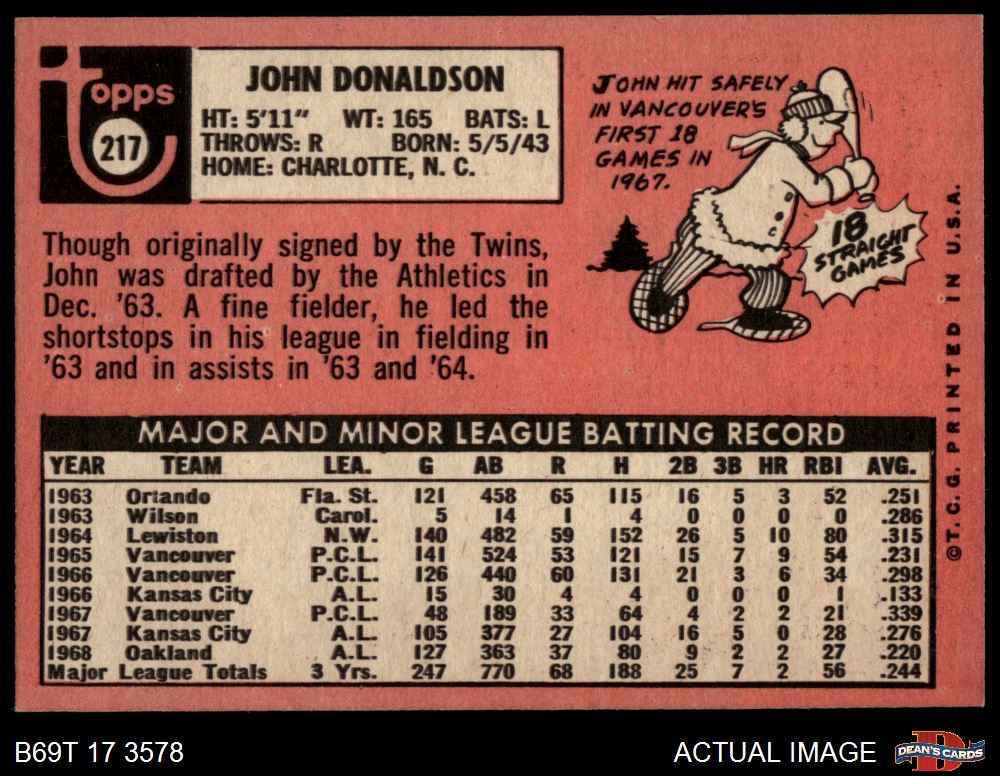 topps
217
JOHN DONALDSON
HT: 5'11" WT: 165 BATS: L
THROWS: R BORN: 5/5/43
HOME: CHARLOTTE, N. C.
JOHN HIT SAFELY
IN VANCOUVER'S
FIRST 18
GAMES IN
1967.
18
STRAIGHT
GAMES
Though originally signed by the Twins,
John was drafted by the Athletics in
Dec. '63. A fine fielder, he led the
shortstops in his league in fielding in
'63 and in assists in '63 and '64.
MAJOR AND MINOR LEAGUE BATTING RECORD
YEAR TEAM LEA. G AB R H 2B 3B HR RBI AVG.
1963 Orlando Fla. St. 121 458 65 115 16 5 3 52 .251
1963 Wilson Carol. 5 14 1 4 0 0 0 0 .286
1964 Lewiston N.W. 140 482 59 152 26 5 10 80 .315
1965 Vancouver P.C.L. 141 524 53 121 15 7 9 54 .231
1966 Vancouver P.C.L. 126 440 60 131 21 3 6 34 .298
1966 Kansas City A.L. 15 30 4 4 0 0 0 1 .133
1967 Vancouver P.C.L. 48 189 33 64 4 2 2 21 .339
1967 Kansas City A.L. 105 377 27 104 16 5 0 28 .276
1968 Oakland A.L. 127 363 37 80 9 2 2 27 .220
Major League Totals 3 Yrs. 247 770 68 188 25 7 2 56 .244
©T. C. G. PRINTED IN U.S.A.
B69T 17 3578
ACTUAL IMAGE
D
DEAN'S CARDS